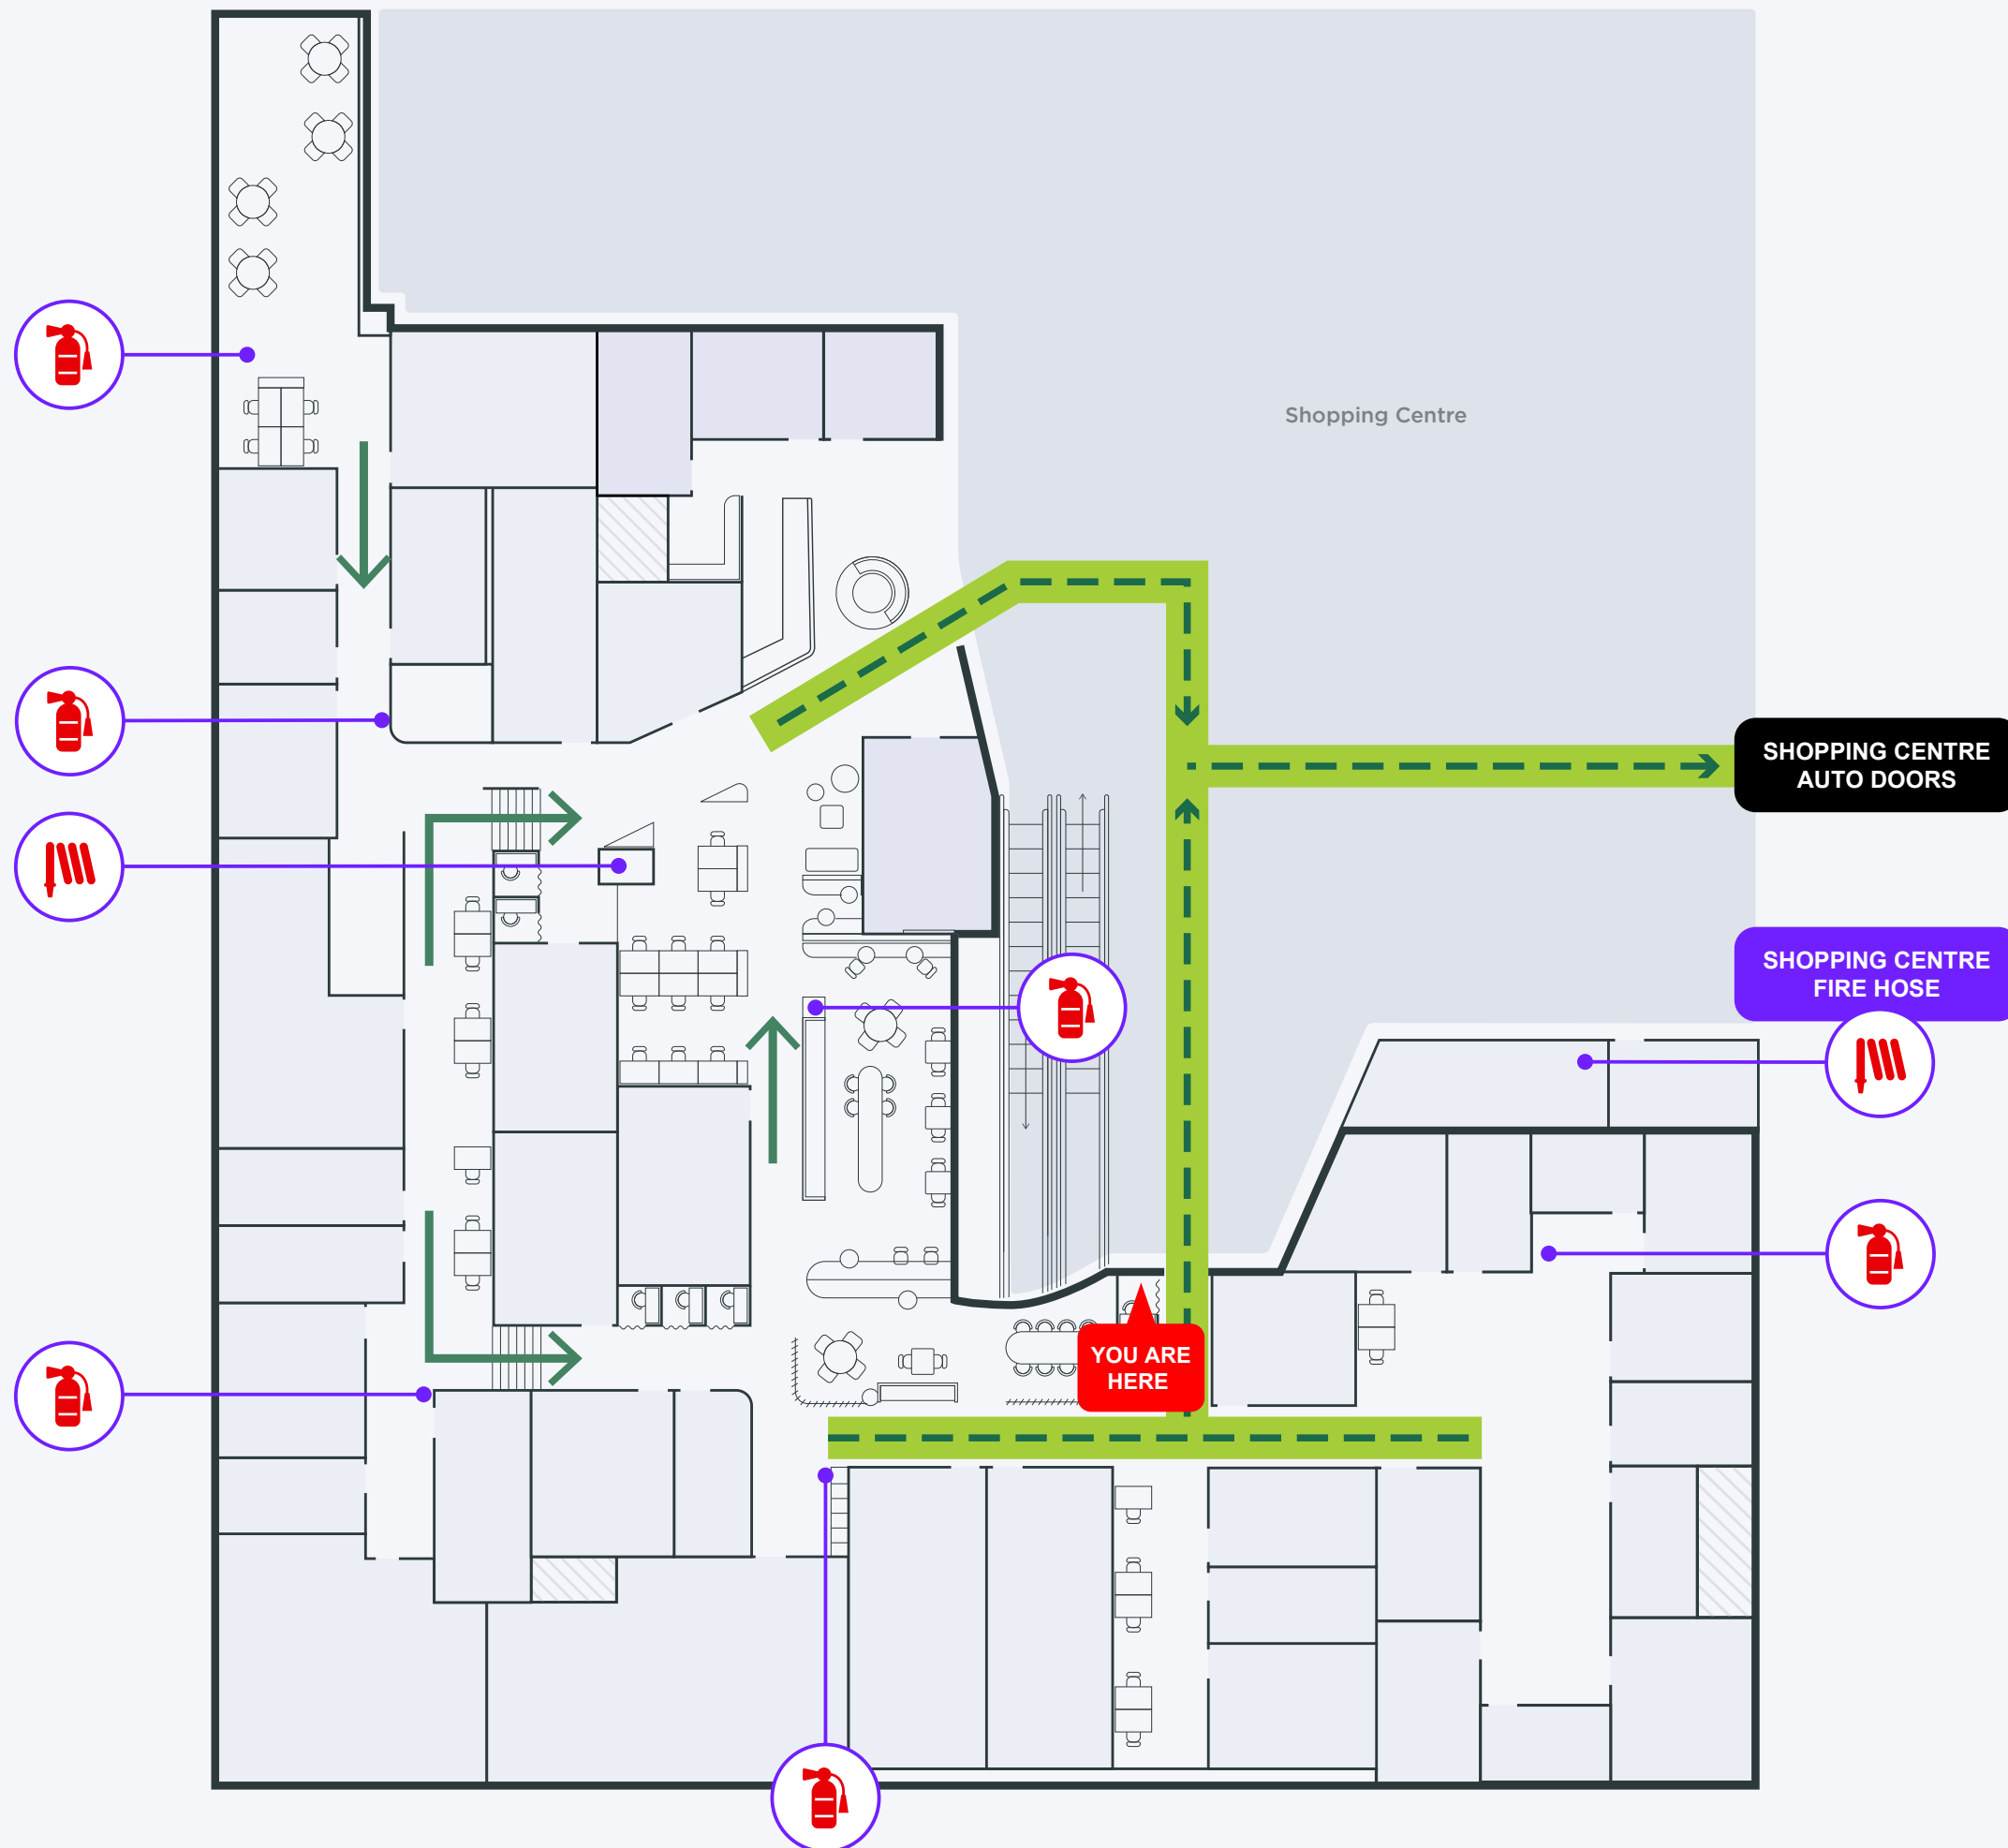 Shopping Centre
SHOPPING CENTRE
AUTO DOORS
SHOPPING CENTRE
FIRE HOSE
YOU ARE
HERE